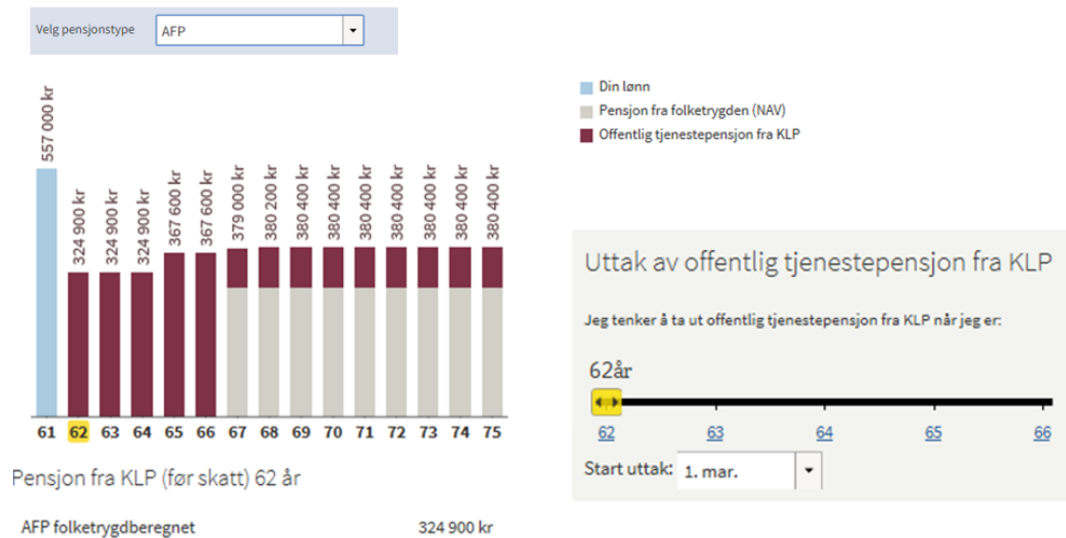 Velg pensjonstype AFP
557 000 kr
324 900 kr
324 900 kr
324 900 kr
367 600 kr
367 600 kr
379 000 kr
380 200 kr
380 400 kr
380 400 kr
380 400 kr
380 400 kr
380 400 kr
380 400 kr
380 400 kr
61 62 63 64 65 66 67 68 69 70 71 72 73 74 75
Pensjon fra KLP (før skatt) 62 år
AFP folketrygdberegnet 324 900 kr
Din lønn
Pensjon fra folketrygden (NAV)
Offentlig tjenestepensjon fra KLP
Uttak av offentlig tjenestepensjon fra KLP
Jeg tenker å ta ut offentlig tjenestepensjon fra KLP når jeg er:
62år
62 63 64 65 66
Start uttak: 1. mar.